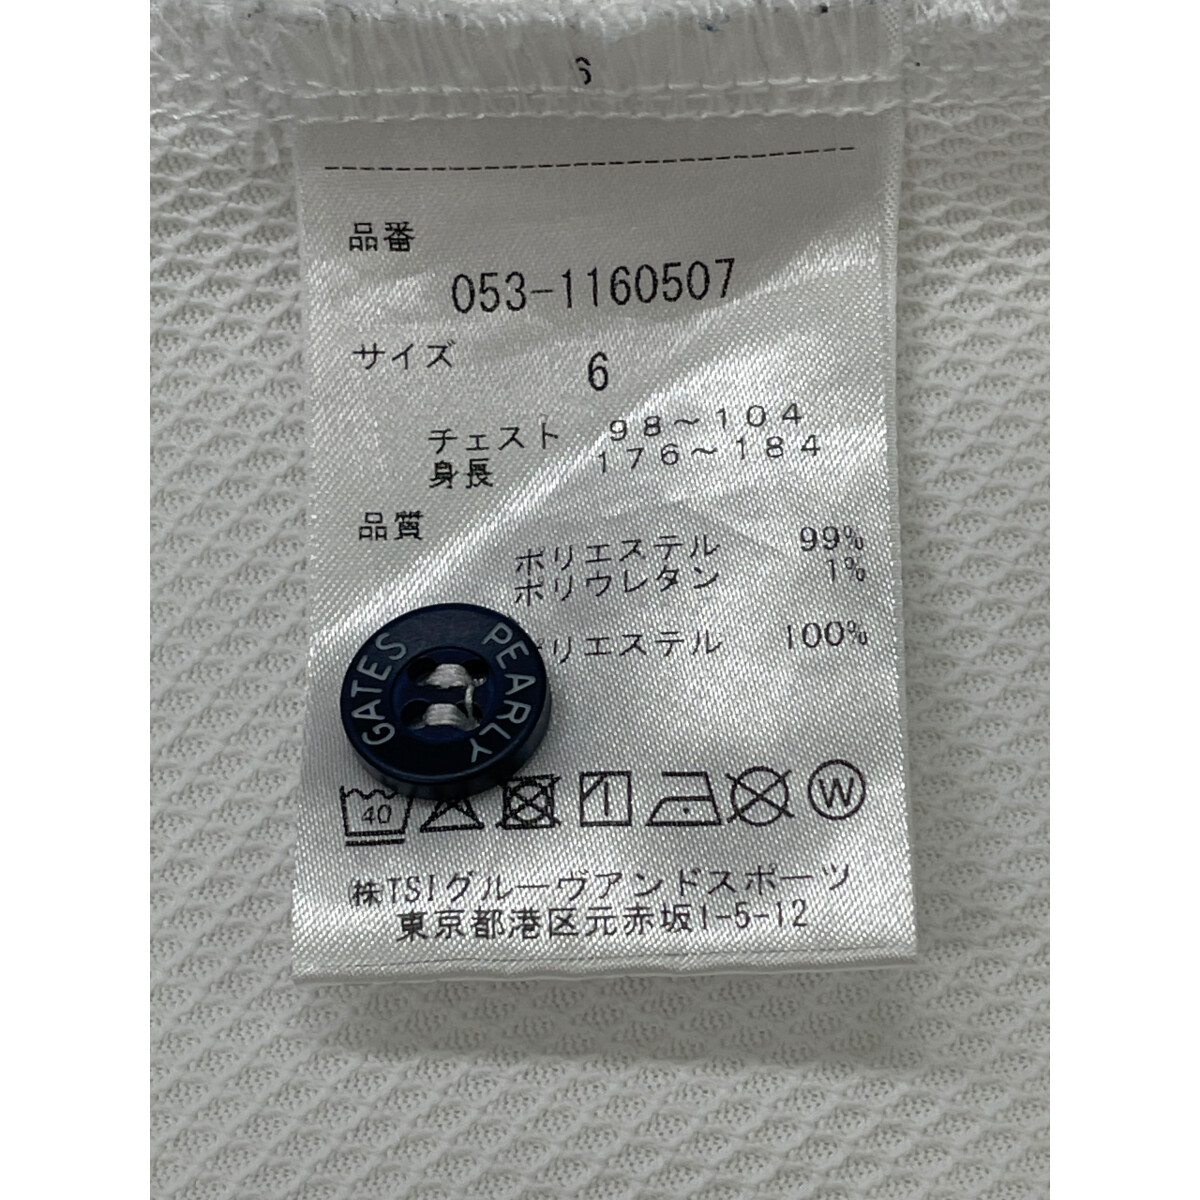 6
品番
053-1160507
サイズ 6
チェスト 98～104
身長 176～184
品質
ポリエステル 99%
ポリウレタン 1%
リエステル 100%
PEARLY GATES
40
W
㈱TSIグルーヴアンドスポーツ
東京都港区元赤坂1-5-12